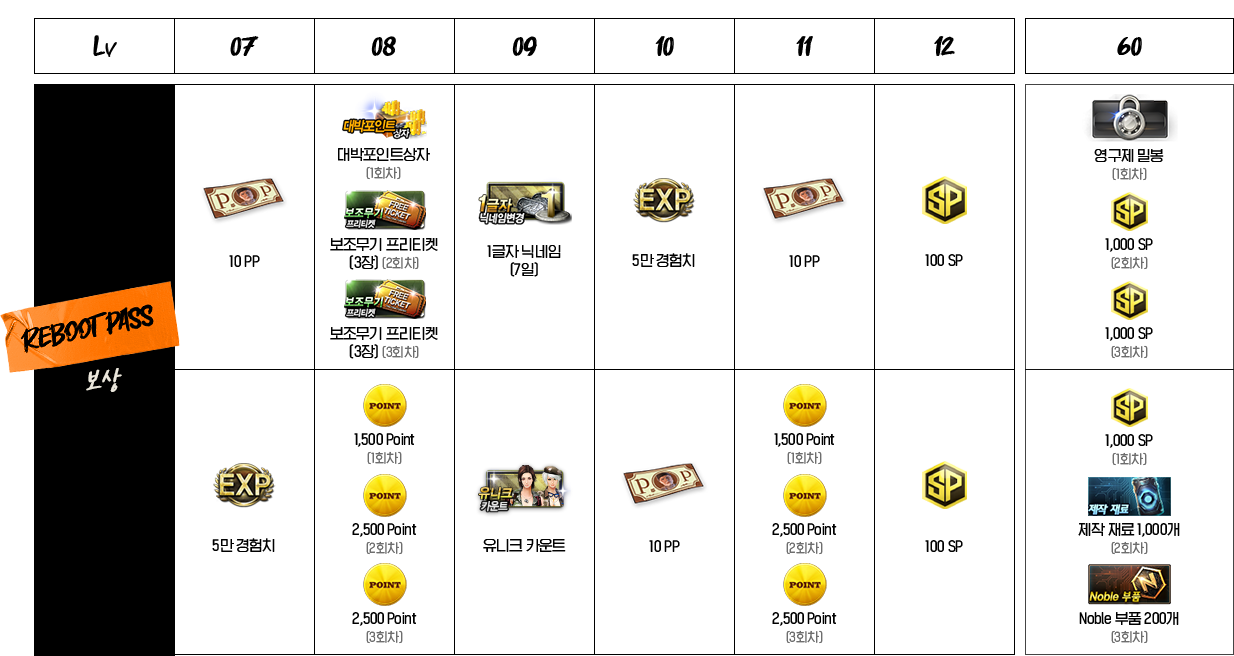 Lv 07 08 09 10 11 12 60
REBOOT PASS
보상
P.O P
10 PP
대박포인트상자
대박포인트상자
(1회차)
보조무기 FREE TICKET
프리티켓
보조무기 프리티켓
(3장) (2회차)
보조무기 FREE TICKET
프리티켓
보조무기 프리티켓
(3장) (3회차)
1글자
닉네임변경
1글자 닉네임
(7일)
EXP
5만 경험치
P.O P
10 PP
SP
100 SP
영구제 밀봉
(1회차)
SP
1,000 SP
(2회차)
SP
1,000 SP
(3회차)
EXP
5만 경험치
POINT
1,500 Point
(1회차)
POINT
2,500 Point
(2회차)
POINT
2,500 Point
(3회차)
유니크
카운트
유니크 카운트
P.O P
10 PP
POINT
1,500 Point
(1회차)
POINT
2,500 Point
(2회차)
POINT
2,500 Point
(3회차)
SP
100 SP
SP
1,000 SP
(1회차)
제작 재료
제작 재료 1,000개
(2회차)
N
Noble 부품
Noble 부품 200개
(3회차)